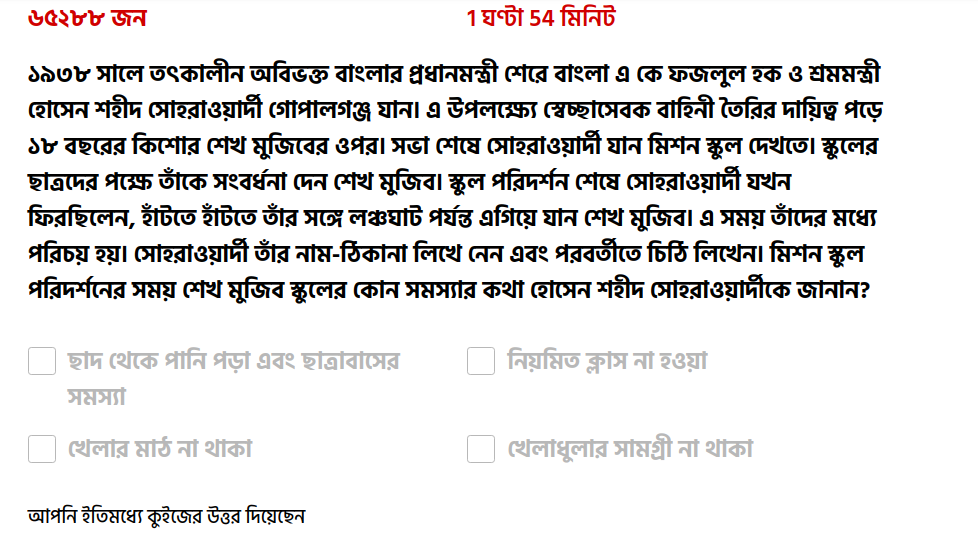 ৬৫২৮৮ জন
1 ঘণ্টা 54 মিনিট
১৯৩৮ সালে তৎকালীন অবিভক্ত বাংলার প্রধানমন্ত্রী শেরে বাংলা এ কে ফজলুল হক ও শ্রমমন্ত্রী
হোসেন শহীদ সোহরাওয়ার্দী গোপালগঞ্জ যান। এ উপলক্ষ্যে স্বেচ্ছাসেবক বাহিনী তৈরির দায়িত্ব পড়ে
১৮ বছরের কিশোর শেখ মুজিবের ওপর। সভা শেষে সোহরাওয়ার্দী যান মিশন স্কুল দেখতে। স্কুলের
ছাত্রদের পক্ষে তাঁকে সংবর্ধনা দেন শেখ মুজিব। স্কুল পরিদর্শন শেষে সোহরাওয়ার্দী যখন
ফিরছিলেন, হাঁটতে হাঁটতে তাঁর সঙ্গে লঞ্চঘাট পর্যন্ত এগিয়ে যান শেখ মুজিব। এ সময় তাঁদের মধ্যে
পরিচয় হয়। সোহরাওয়ার্দী তাঁর নাম-ঠিকানা লিখে নেন এবং পরবর্তীতে চিঠি লিখেন। মিশন স্কুল
পরিদর্শনের সময় শেখ মুজিব স্কুলের কোন সমস্যার কথা হোসেন শহীদ সোহরাওয়ার্দীকে জানান?
ছাদ থেকে পানি পড়া এবং ছাত্রাবাসের
সমস্যা
নিয়মিত ক্লাস না হওয়া
খেলার মাঠ না থাকা
খেলাধুলার সামগ্রী না থাকা
আপনি ইতিমধ্যে কুইজের উত্তর দিয়েছেন